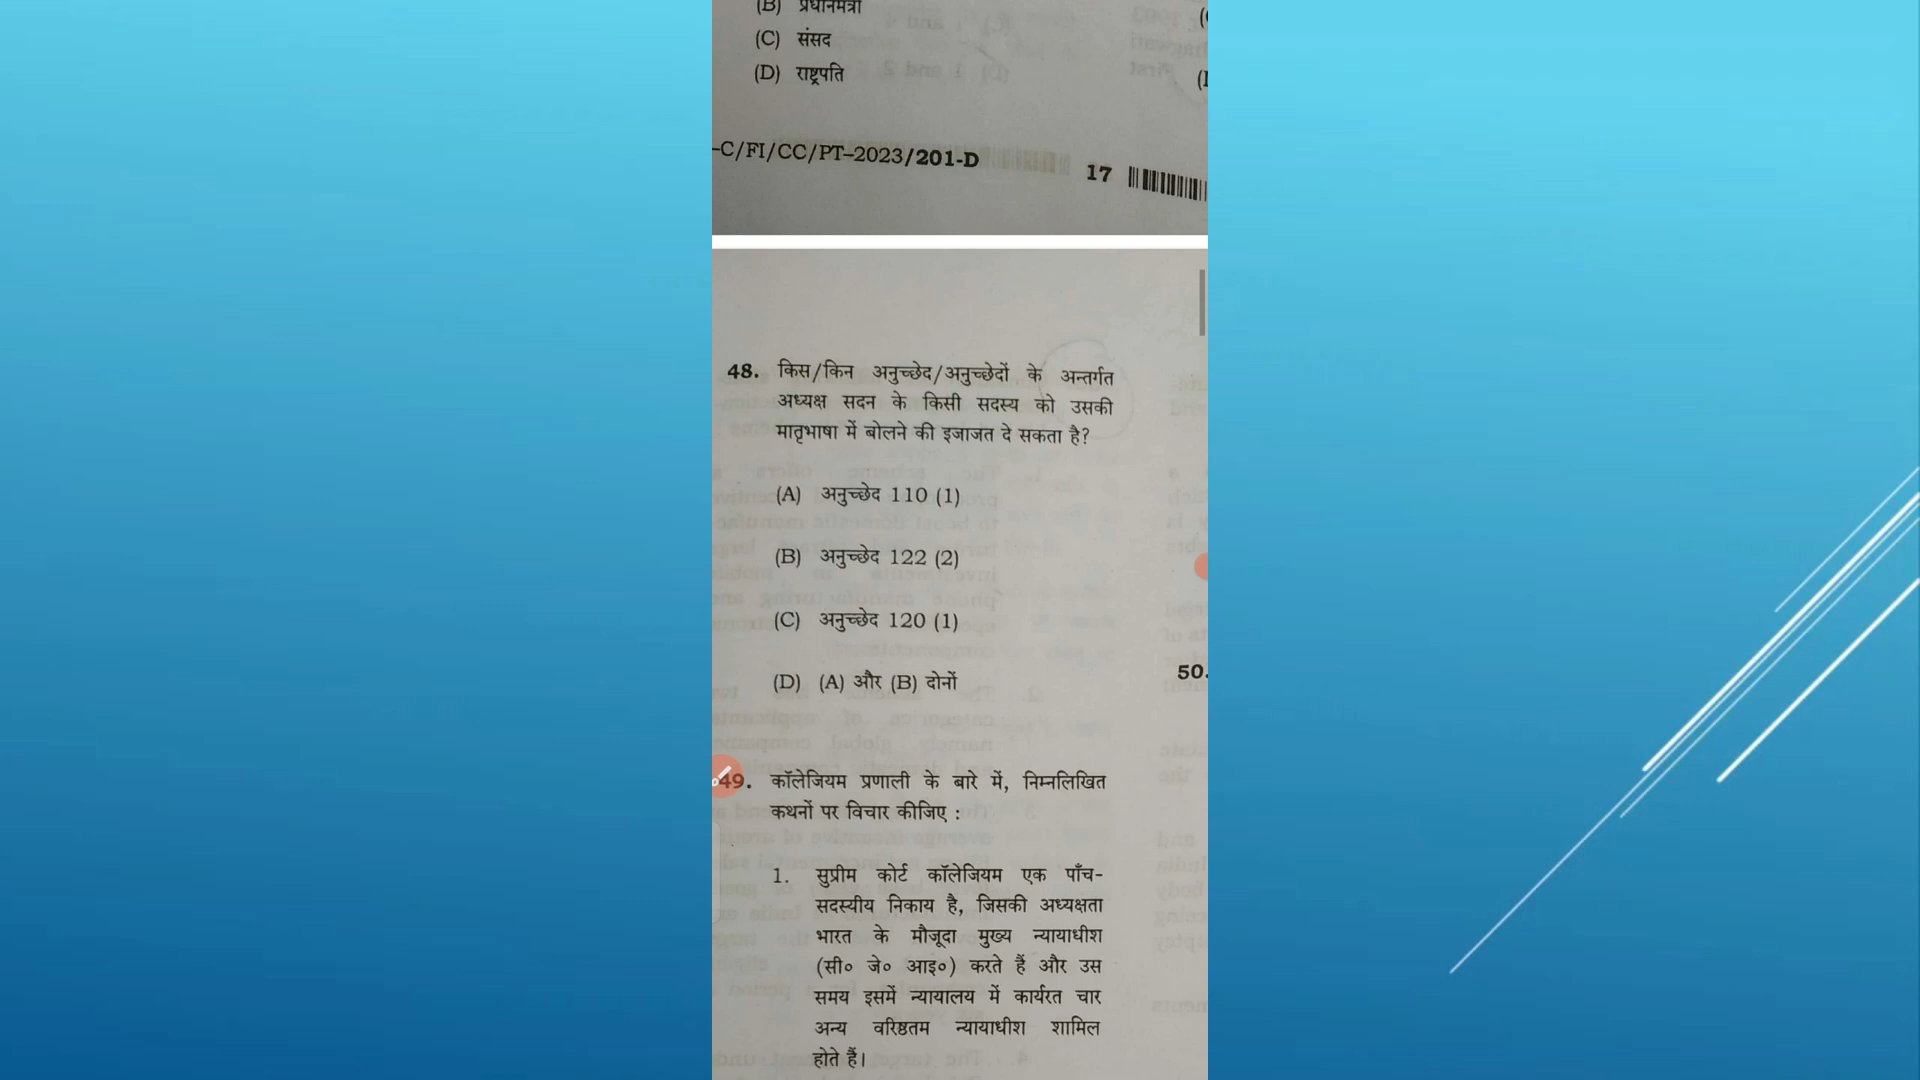 (B) प्रधानमंत्री
(C) संसद
(D) राष्ट्रपति
-C/FI/CC/PT-2023/201-D
17
48. किस/किन अनुच्छेद/अनुच्छेदों के अन्तर्गत
अध्यक्ष सदन के किसी सदस्य को उसकी
मातृभाषा में बोलने की इजाजत दे सकता है?
(A) अनुच्छेद 110 (1)
(B) अनुच्छेद 122 (2)
(C) अनुच्छेद 120 (1)
(D) (A) और (B) दोनों
49. कॉलेजियम प्रणाली के बारे में, निम्नलिखित
कथनों पर विचार कीजिए :
1. सुप्रीम कोर्ट कॉलेजियम एक पाँच-
सदस्यीय निकाय है, जिसकी अध्यक्षता
भारत के मौजूदा मुख्य न्यायाधीश
(सी० जे० आइ०) करते हैं और उस
समय इसमें न्यायालय में कार्यरत चार
अन्य वरिष्ठतम न्यायाधीश शामिल
होते हैं।
50.